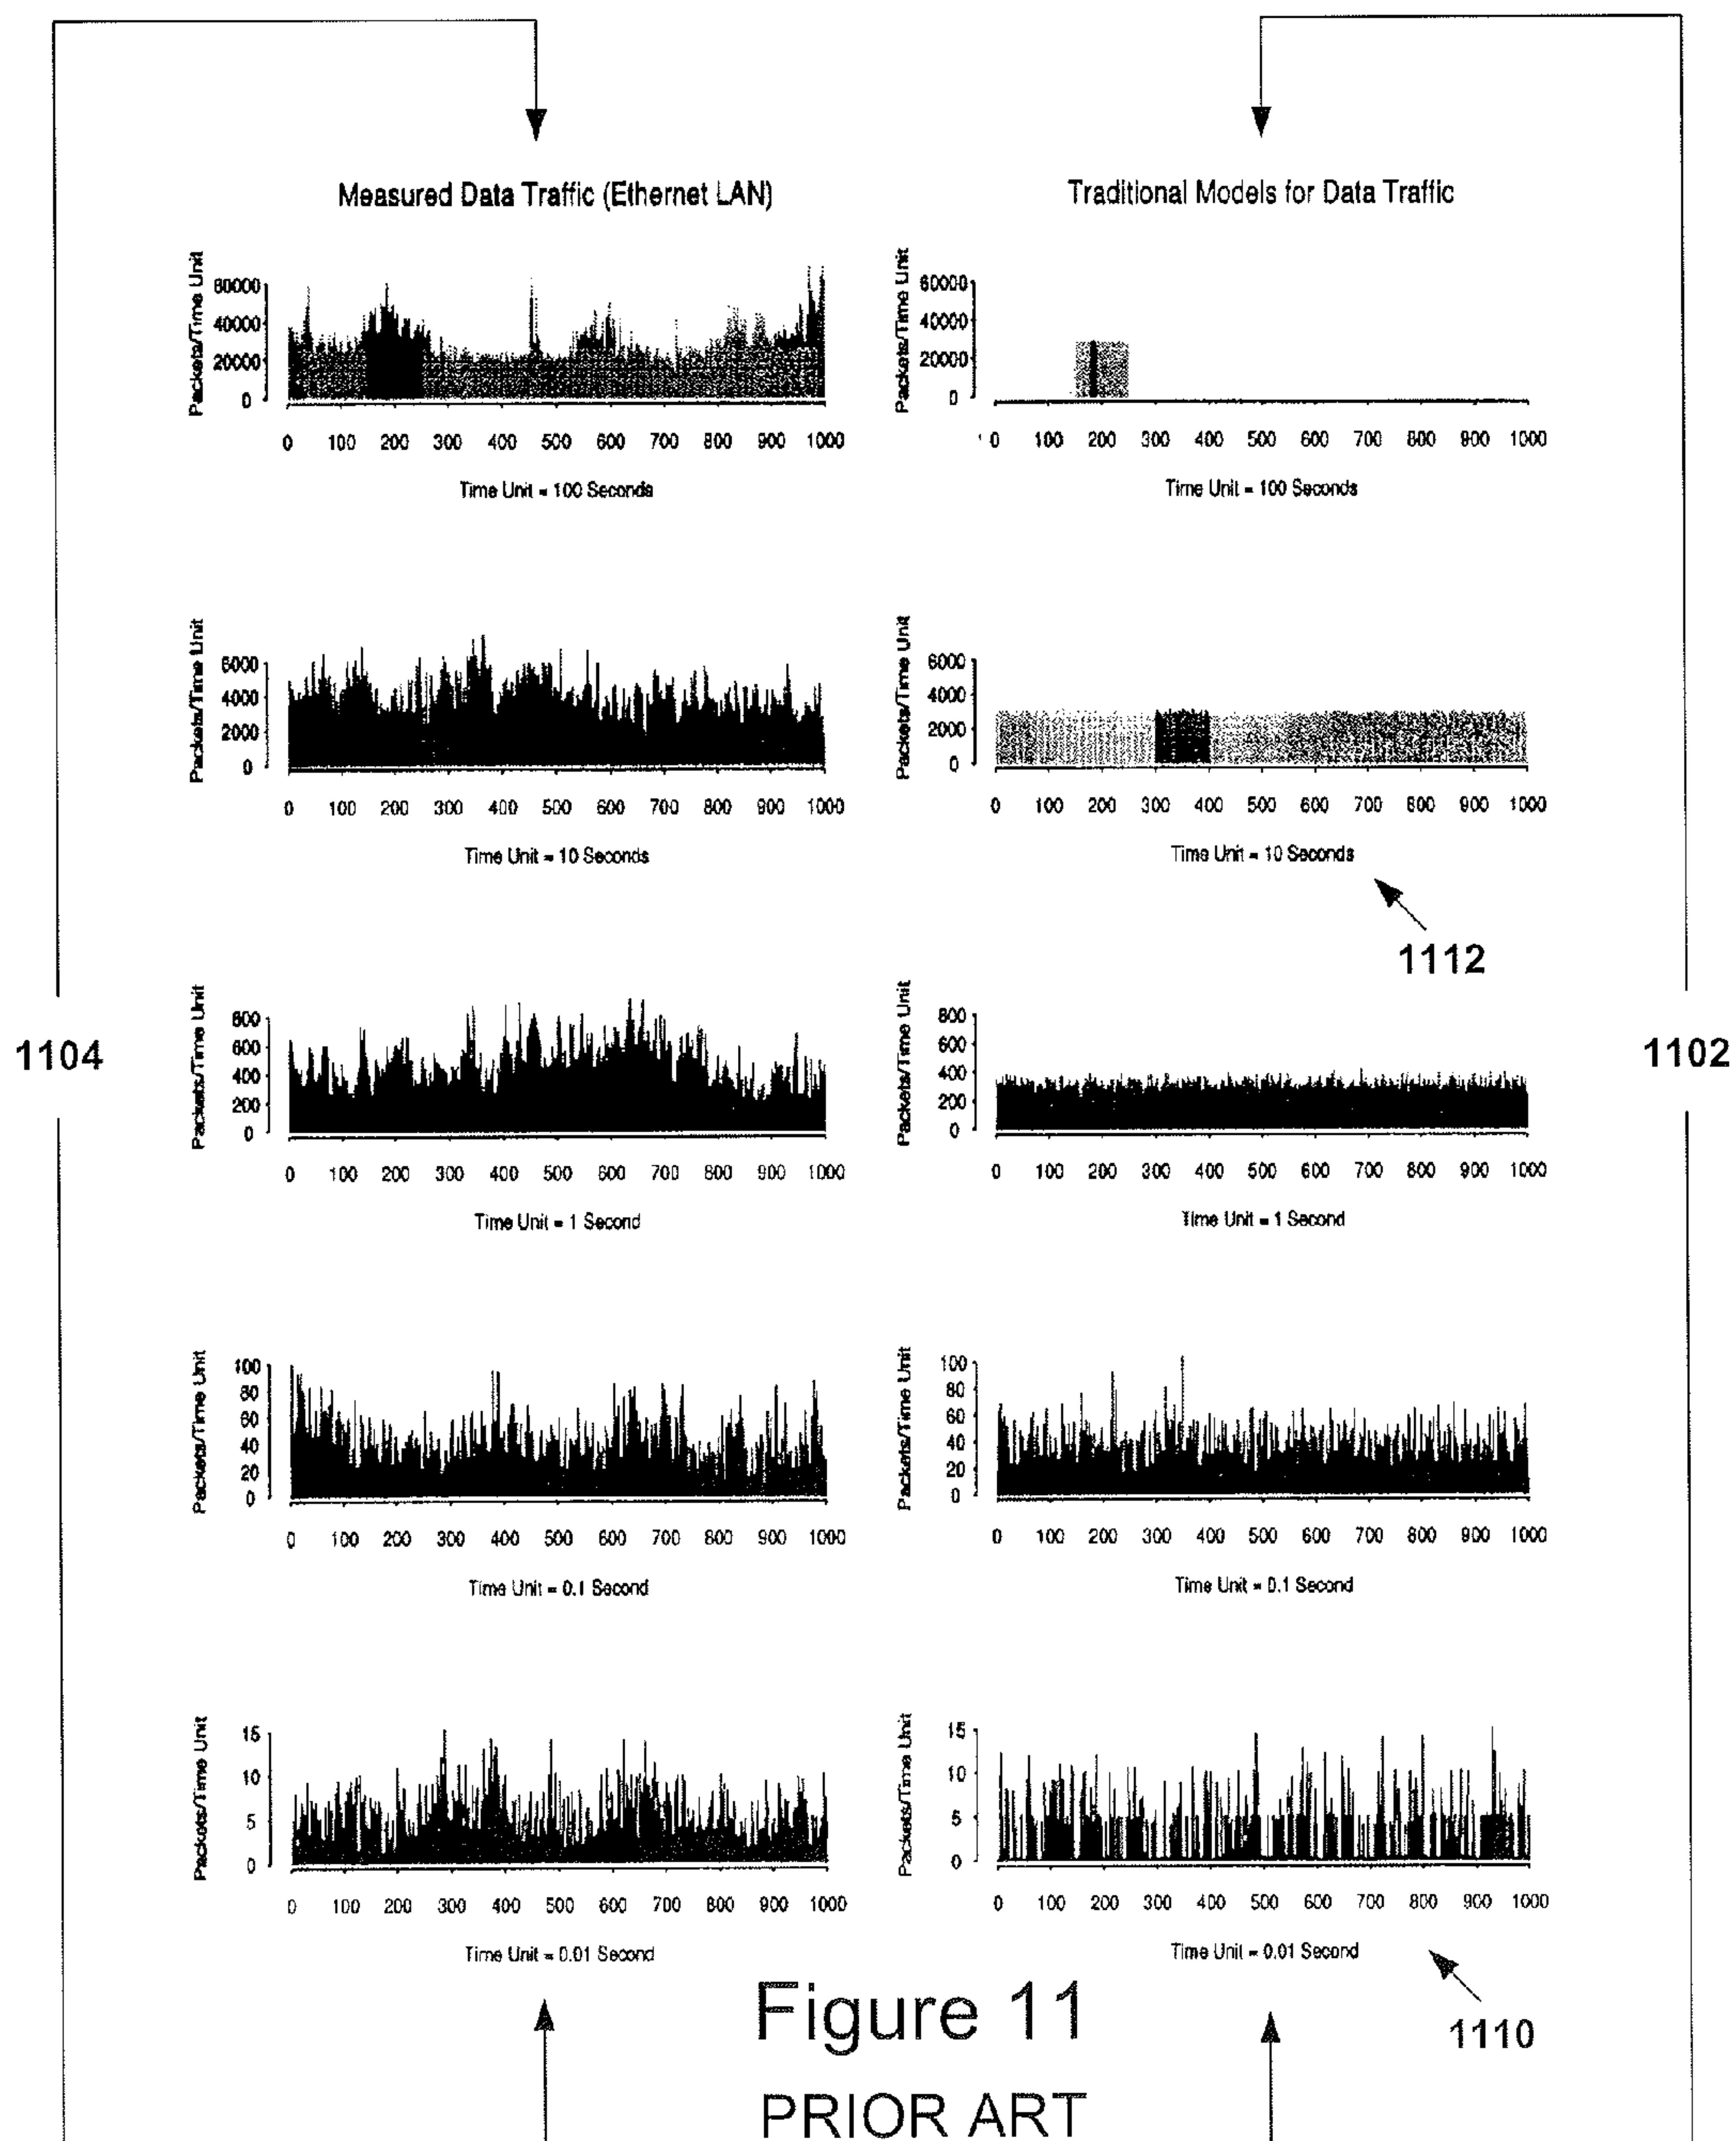 Measured Data Traffic (Ethernet LAN)
Traditional Models for Data Traffic
Packets/Time Unit
60000
40000
20000
0
0 100 200 300 400 500 600 700 800 900 1000
Time Unit = 100 Seconds
Packets/Time Unit
60000
40000
20000
0
0 100 200 300 400 500 600 700 800 900 1000
Time Unit = 100 Seconds
Packets/Time Unit
6000
4000
2000
0
0 100 200 300 400 500 600 700 800 900 1000
Time Unit = 10 Seconds
Packets/Time Unit
6000
4000
2000
0
0 100 200 300 400 500 600 700 800 900 1000
Time Unit = 10 Seconds
1112
1104
Packets/Time Unit
800
600
400
200
0
0 100 200 300 400 500 600 700 800 900 1000
Time Unit = 1 Second
Packets/Time Unit
800
600
400
200
0
0 100 200 300 400 500 600 700 800 900 1000
Time Unit = 1 Second
1102
Packets/Time Unit
100
80
60
40
20
0
0 100 200 300 400 500 600 700 800 900 1000
Time Unit = 0.1 Second
Packets/Time Unit
100
80
60
40
20
0
0 100 200 300 400 500 600 700 800 900 1000
Time Unit = 0.1 Second
Packets/Time Unit
15
10
5
0
0 100 200 300 400 500 600 700 800 900 1000
Time Unit = 0.01 Second
Packets/Time Unit
15
10
5
0
0 100 200 300 400 500 600 700 800 900 1000
Time Unit = 0.01 Second
1110
Figure 11
PRIOR ART